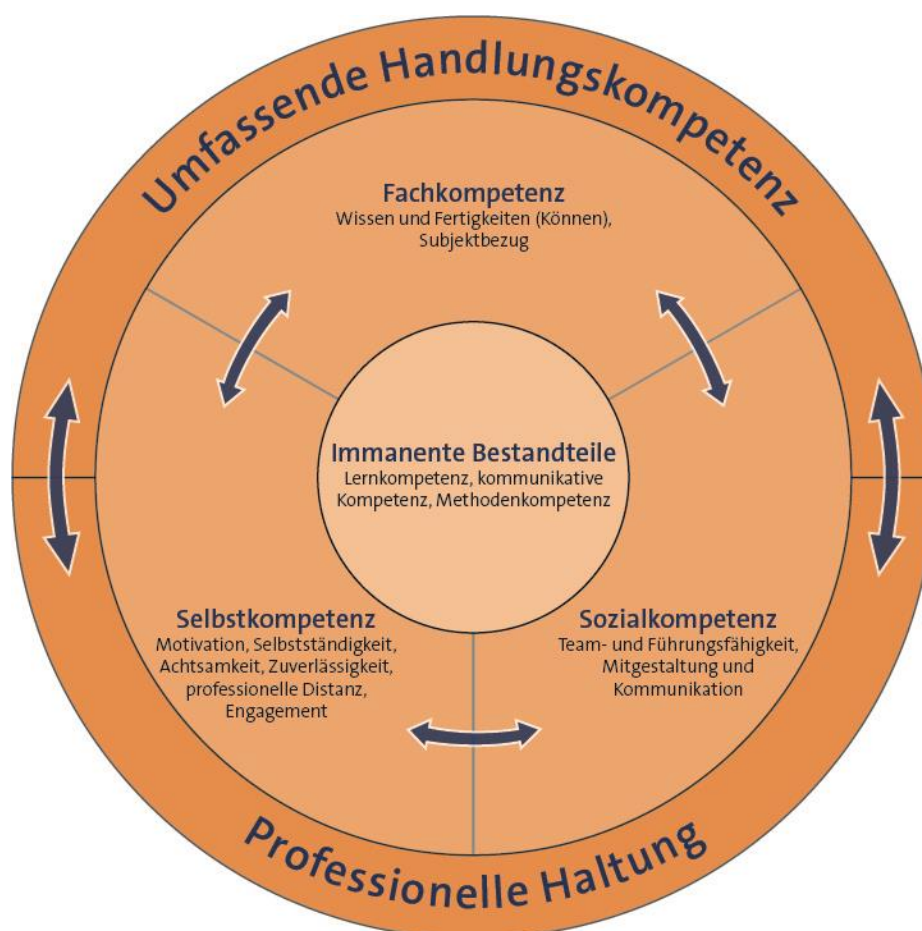 Umfassende Handlungskompetenz
Fachkompetenz
Wissen und Fertigkeiten (Können),
Subjektbezug
Immanente Bestandteile
Lernkompetenz, kommunikative
Kompetenz, Methodenkompetenz
Selbstkompetenz
Motivation, Selbstständigkeit,
Achtsamkeit, Zuverlässigkeit,
professionelle Distanz,
Engagement
Sozialkompetenz
Team- und Führungsfähigkeit,
Mitgestaltung und
Kommunikation
Professionelle Haltung